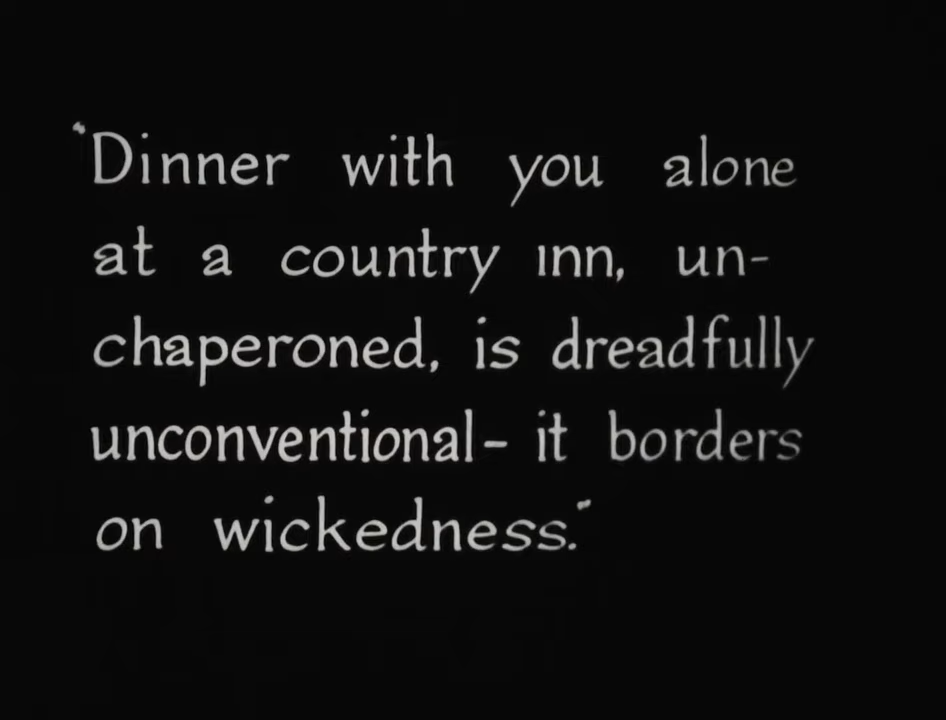 "Dinner with you alone
at a country inn, un-
chaperoned, is dreadfully
unconventional - it borders
on wickedness."